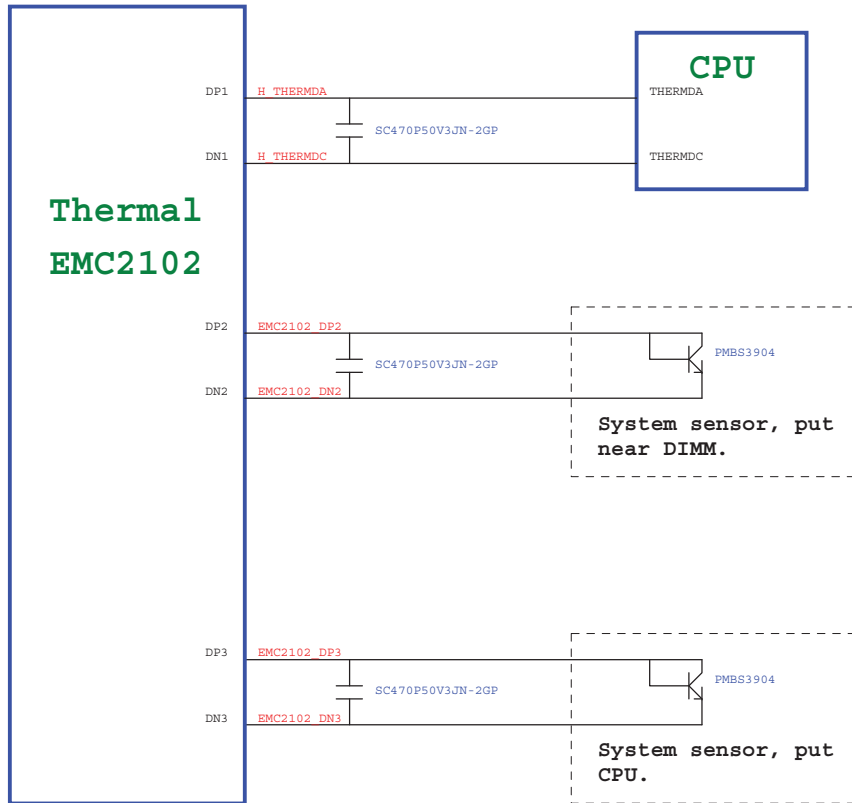 CPU
DP1 H_THERMDA THERMDA
SC470P50V3JN-2GP
DN1 H_THERMDC THERMDC
Thermal
EMC2102
DP2 EMC2102_DP2
PMBS3904
SC470P50V3JN-2GP
DN2 EMC2102_DN2
System sensor, put
near DIMM.
DP3 EMC2102_DP3
PMBS3904
SC470P50V3JN-2GP
DN3 EMC2102_DN3
System sensor, put
CPU.